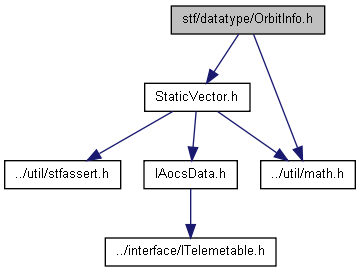 stf/datatype/OrbitInfo.h
StaticVector.h
../util/stfassert.h
IAocsData.h
../util/math.h
../interface/ITelemetable.h